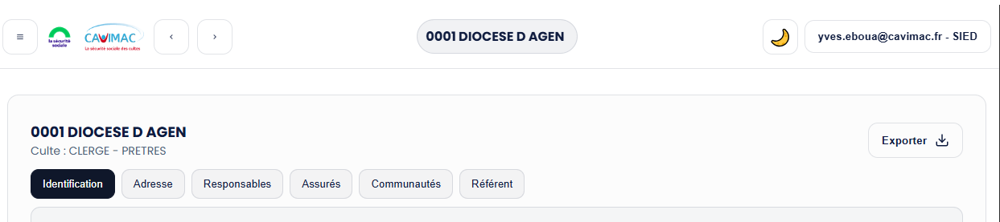 la sécurité
sociale
CAVIMAC
La sécurité sociale des cultes
0001 DIOCESE D AGEN
yves.eboua@cavimac.fr - SIED
0001 DIOCESE D AGEN
Culte : CLERGE - PRETRES
Exporter
Identification
Adresse
Responsables
Assurés
Communautés
Référent